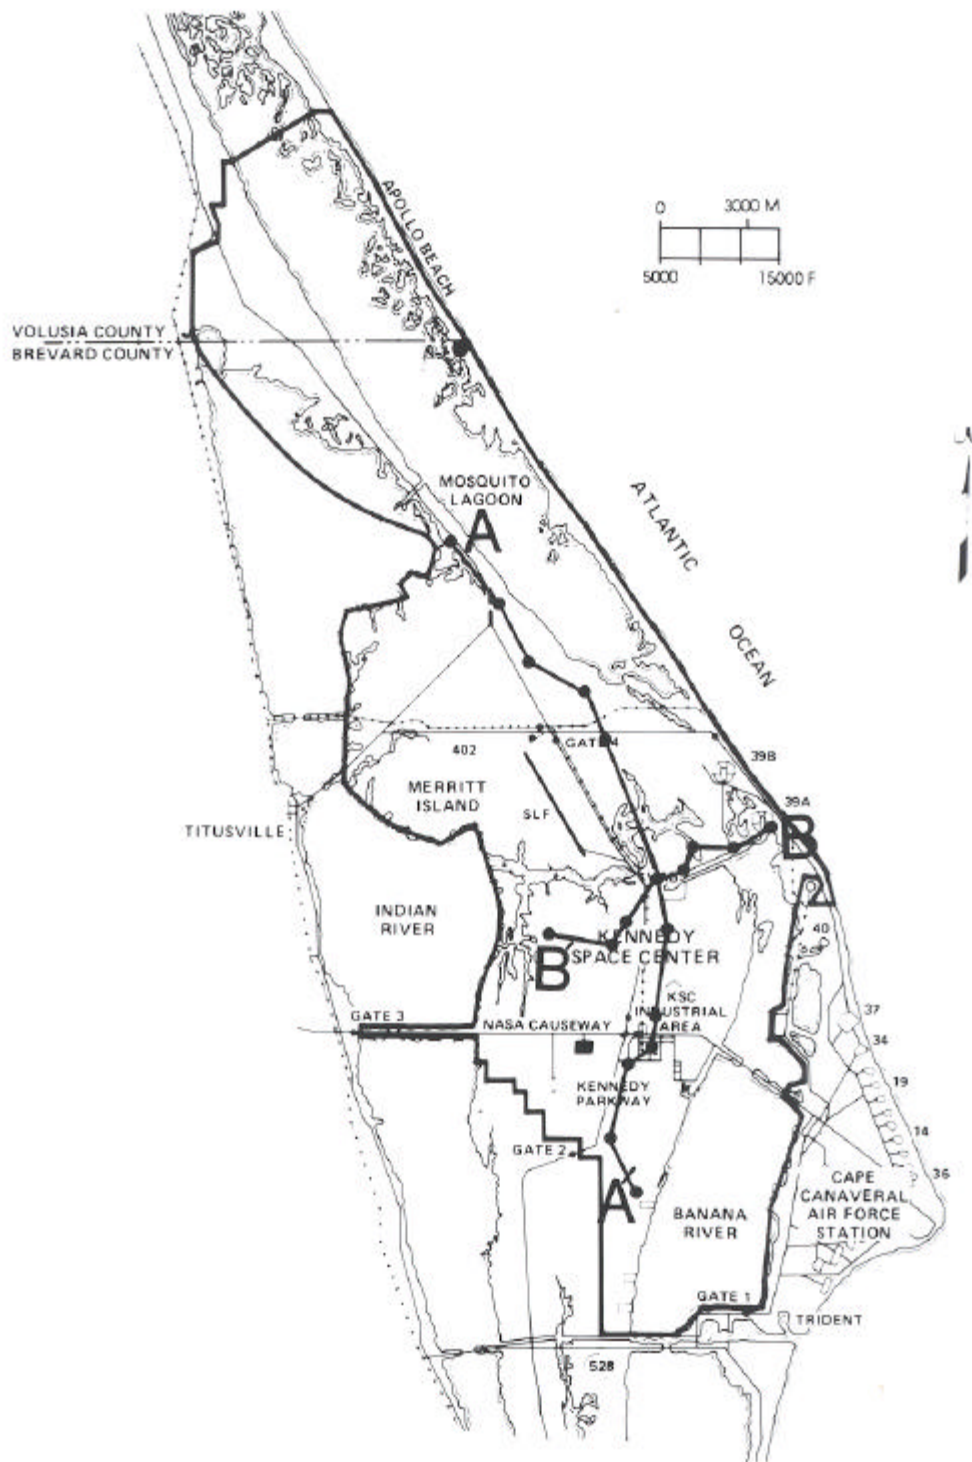 APOLLO BEACH
0 3000 M
5000 15000 F
VOLUSIA COUNTY
BREVARD COUNTY
MOSQUITO
LAGOON
A
ATLANTIC
OCEAN
402
GATE 4
39B
MERRITT
ISLAND
39A
SLF
TITUSVILLE
B
2
INDIAN
RIVER
40
KENNEDY
SPACE CENTER
B'
KSC
INDUSTRIAL
AREA
37
GATE 3
NASA CAUSEWAY
34
KENNEDY
PARKWAY
19
14
GATE 2
36
CAPE
CANAVERAL
AIR FORCE
STATION
A'
BANANA
RIVER
GATE 1
TRIDENT
528